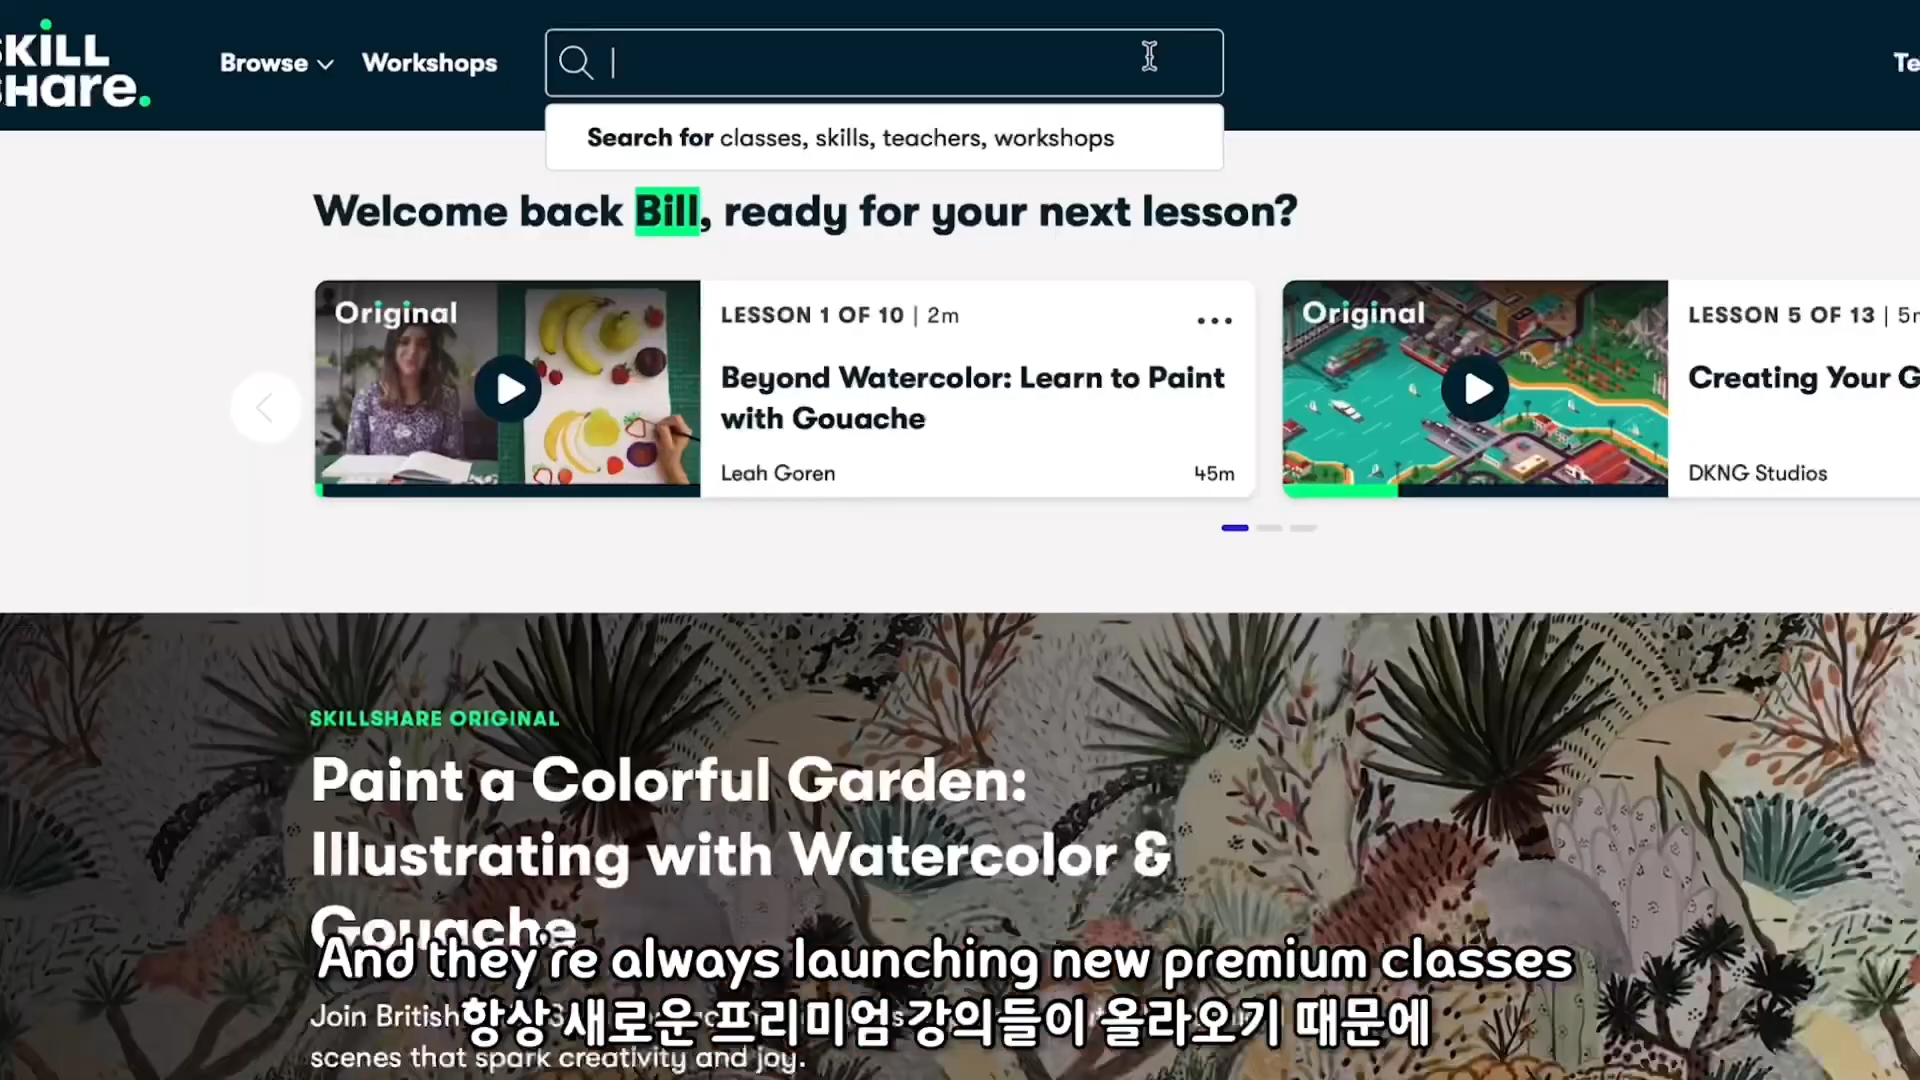 SKILL
SHare.
Browse
Workshops
Te
Search for classes, skills, teachers, workshops
Welcome back Bill, ready for your next lesson?
Original
LESSON 1 OF 10 | 2m
Beyond Watercolor: Learn to Paint
with Gouache
Leah Goren
45m
Original
LESSON 5 OF 13 | 5m
Creating Your G
DKNG Studios
SKILLSHARE ORIGINAL
Paint a Colorful Garden:
Illustrating with Watercolor &
Gouache
And they're always launching new premium classes
Join British
항상 새로운 프리미엄 강의들이 올라오기 때문에
scenes that spark creativity and joy.